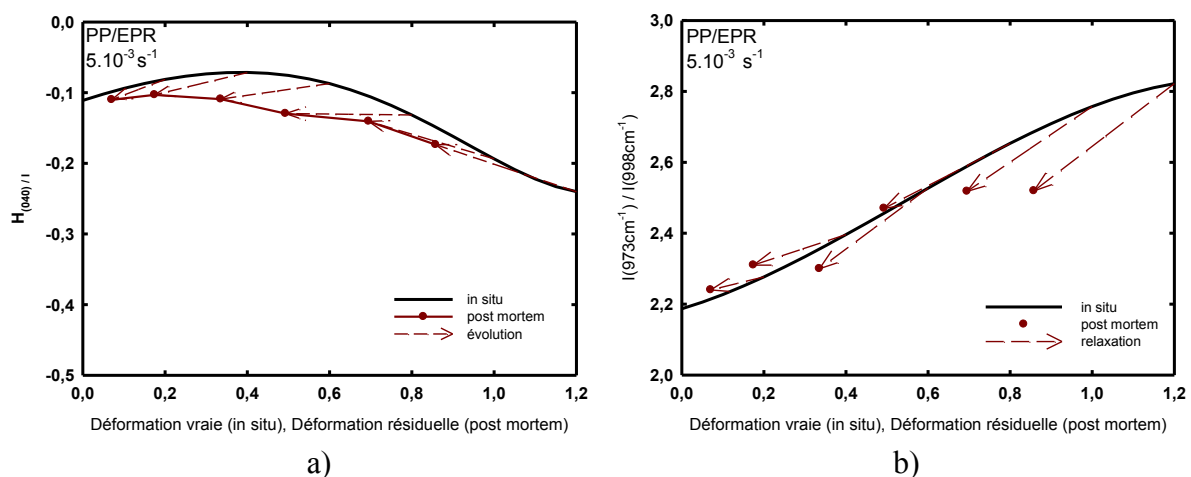 PP/EPR
5.10-3 s-1
H(040) / I
0,0
-0,1
-0,2
-0,3
-0,4
-0,5
in situ
post mortem
évolution
0,0 0,2 0,4 0,6 0,8 1,0 1,2
Déformation vraie (in situ), Déformation résiduelle (post mortem)
a)
PP/EPR
5.10-3 s-1
I(973cm-1) / I(998cm-1)
3,0
2,8
2,6
2,4
2,2
2,0
in situ
post mortem
relaxation
0,0 0,2 0,4 0,6 0,8 1,0 1,2
Déformation vraie (in situ), Déformation résiduelle (post mortem)
b)